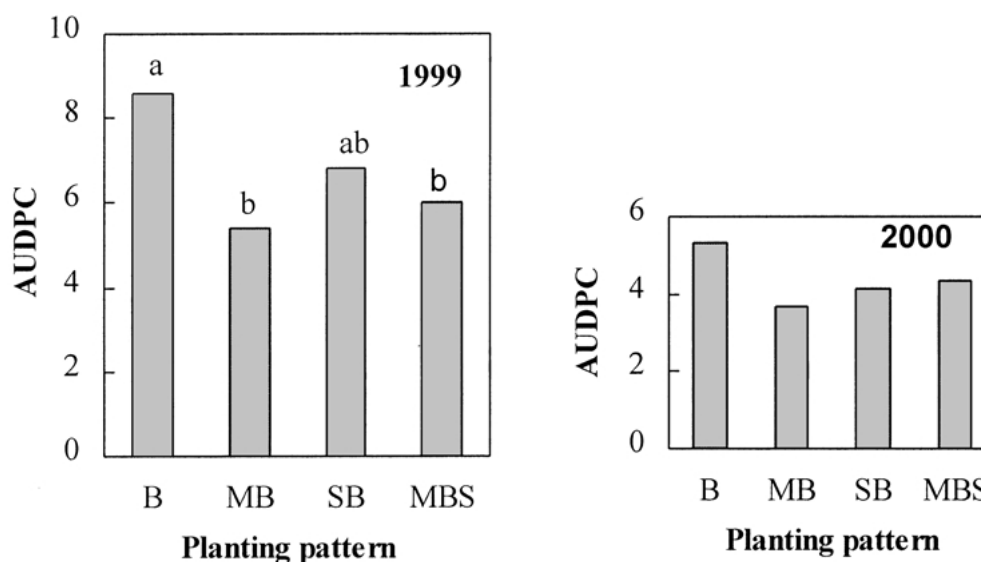 10
8
6
4
2
0
AUDPC
1999
a
b
ab
b
B MB SB MBS
Planting pattern
6
4
2
0
AUDPC
2000
B MB SB MBS
Planting pattern